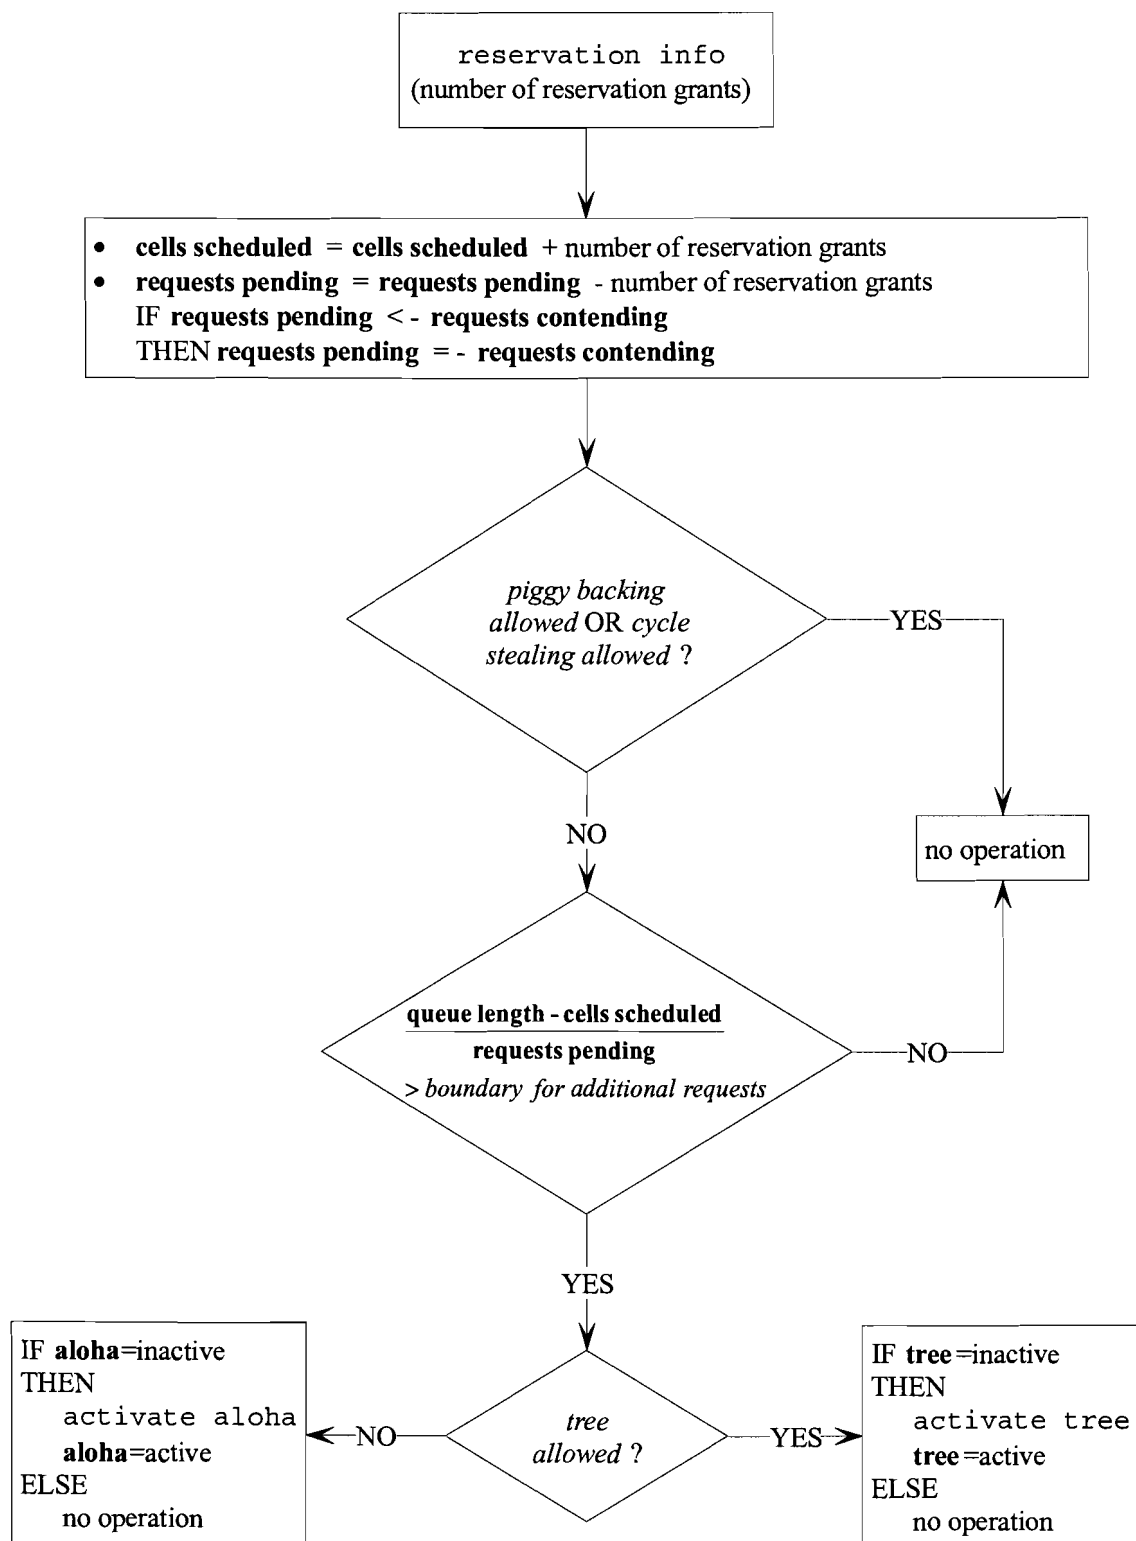 reservation info
(number of reservation grants)
• cells scheduled = cells scheduled + number of reservation grants
• requests pending = requests pending - number of reservation grants
IF requests pending < - requests contending
THEN requests pending = - requests contending
piggy backing
allowed OR cycle
stealing allowed ?
YES
NO
no operation
queue length - cells scheduled
requests pending
> boundary for additional requests
NO
YES
IF aloha=inactive
THEN
activate aloha
aloha=active
ELSE
no operation
NO
tree
allowed ?
YES
IF tree=inactive
THEN
activate tree
tree=active
ELSE
no operation